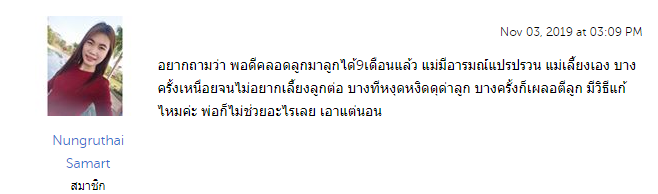 Nov 03, 2019 at 03:09 PM
อยากถามว่า พอดีคลอดลูกมาลูกได้9เดือนแล้ว แม่มีอารมณ์แปรปรวน แม่เลี้ยงเอง บาง
ครั้งเหนื่อยจนไม่อยากเลี้ยงลูกต่อ บางทีหงุดหงิดดุด่าลูก บางครั้งก็เผลอตีลูก มีวิธีแก้
ไหมค่ะ พ่อก็ไม่ช่วยอะไรเลย เอาแต่นอน
Nungruthai
Samart
สมาชิก